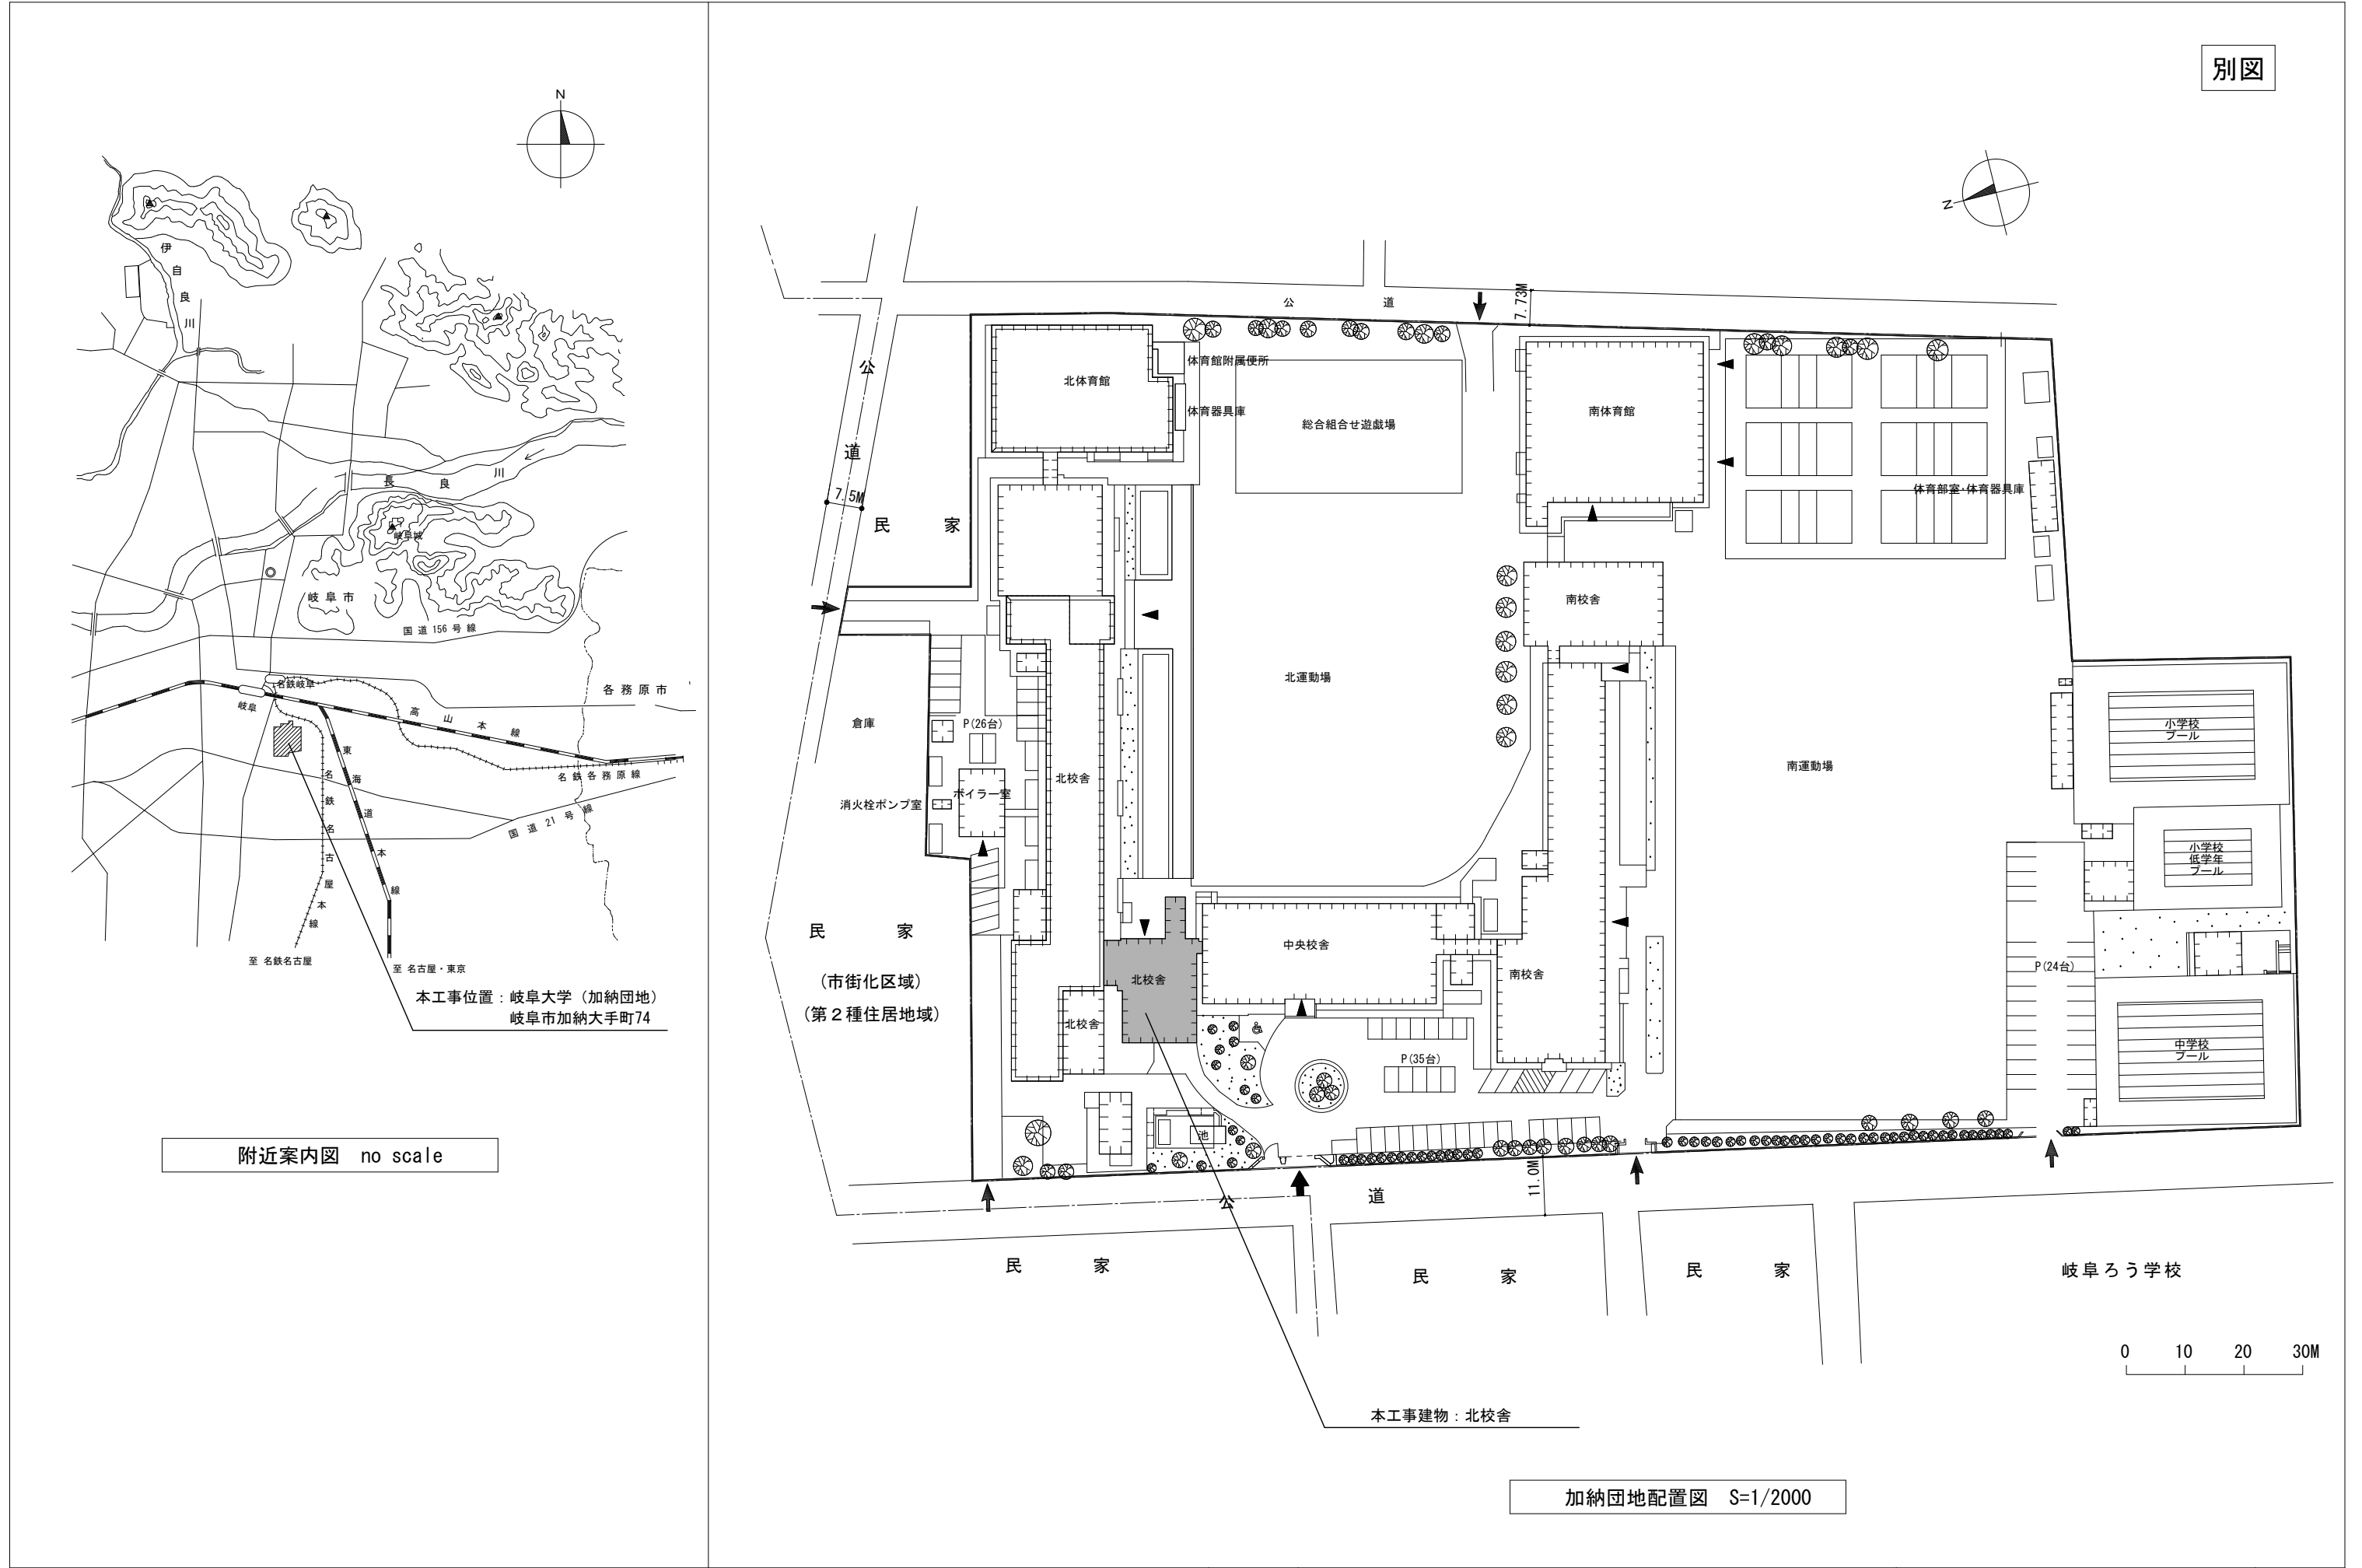 別図
N
伊自良川
長良川
岐阜城
岐阜市
国道156号線
名鉄岐阜
岐阜
各務原市
高山本線
東海道本線
名鉄名古屋本線
名鉄各務原線
国道21号線
至 名鉄名古屋
至 名古屋・東京
本工事位置：岐阜大学（加納団地）
岐阜市加納大手町74
附近案内図 no scale
N
公道
7.73M
公道
7.5M
民家
北体育館
体育館附属便所
体育器具庫
総合組合せ遊戯場
南体育館
体育部室・体育器具庫
南校舎
北運動場
南運動場
倉庫
P(26台)
北校舎
消火栓ポンプ室
ボイラー室
小学校
プール
小学校
低学年
プール
民家
（市街化区域）
（第２種住居地域）
北校舎
中央校舎
南校舎
P(24台)
北校舎
P(35台)
中学校
プール
池
11.0M
公道
民家
民家
民家
岐阜ろう学校
0 10 20 30M
本工事建物：北校舎
加納団地配置図 S=1/2000